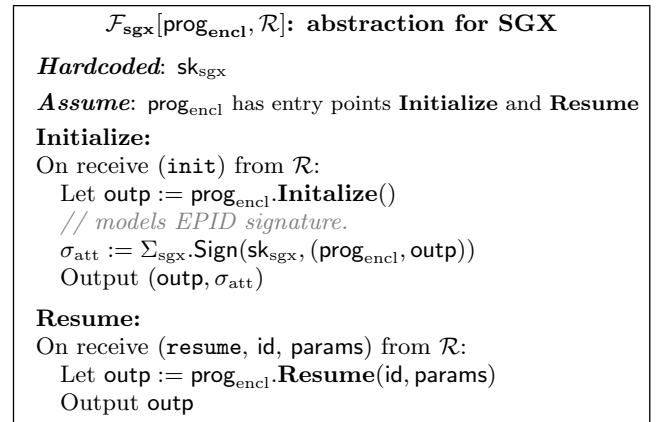 𝓕sgx[progencl, 𝓡]: abstraction for SGX
Hardcoded: sksgx
Assume: progencl has entry points Initialize and Resume
Initialize:
On receive (init) from 𝓡:
Let outp := progencl.Initalize()
// models EPID signature.
σatt := Σsgx.Sign(sksgx, (progencl, outp))
Output (outp, σatt)
Resume:
On receive (resume, id, params) from 𝓡:
Let outp := progencl.Resume(id, params)
Output outp